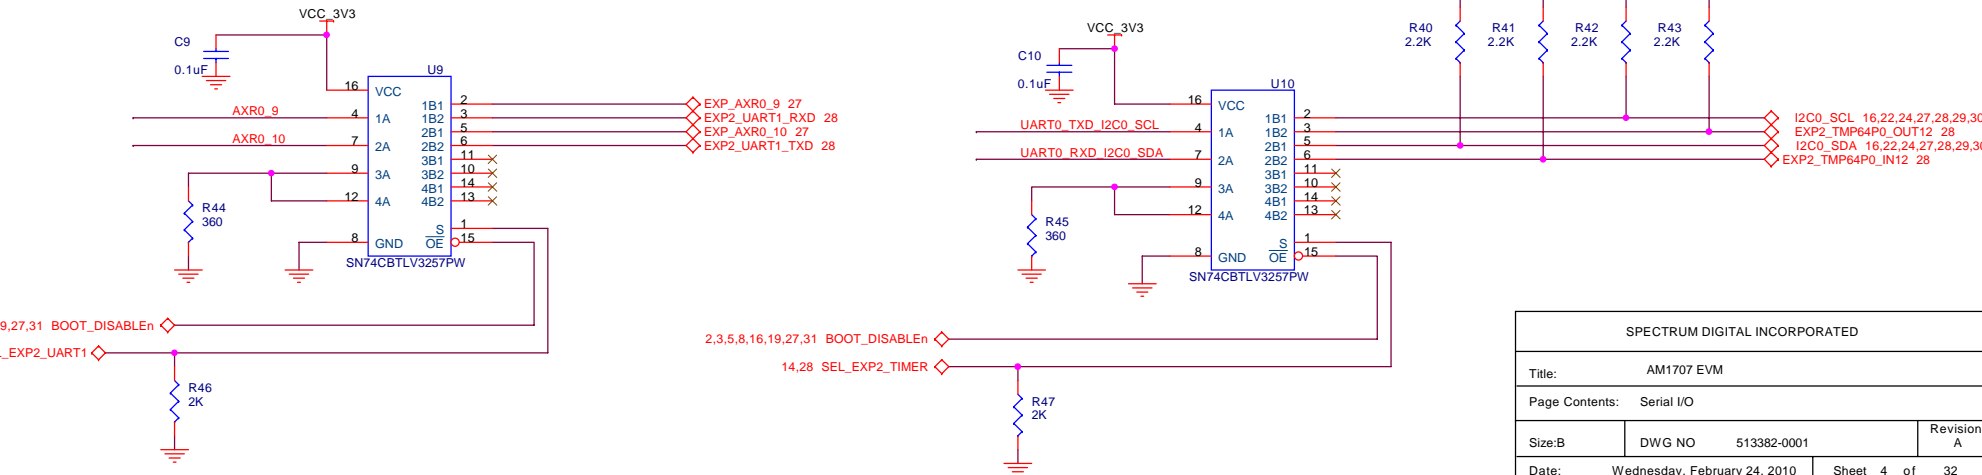 VCC_3V3
C9
0.1uF
U9
16 VCC
AXR0_9 4 1A
AXR0_10 7 2A
9 3A
12 4A
8 GND
1B1 2 EXP_AXR0_9 27
1B2 3 EXP2_UART1_RXD 28
2B1 5 EXP_AXR0_10 27
2B2 6 EXP2_UART1_TXD 28
3B1 11
3B2 10
4B1 14
4B2 13
S 1
OE 15
SN74CBTLV3257PW
R44
360
9,27,31 BOOT_DISABLEn
_EXP2_UART1
R46
2K
VCC_3V3
C10
0.1uF
U10
16 VCC
UART0_TXD_I2C0_SCL 4 1A
UART0_RXD_I2C0_SDA 7 2A
9 3A
12 4A
8 GND
1B1 2 I2C0_SCL 16,22,24,27,28,29,30
1B2 3 EXP2_TMP64P0_OUT12 28
2B1 5 I2C0_SDA 16,22,24,27,28,29,30
2B2 6 EXP2_TMP64P0_IN12 28
3B1 11
3B2 10
4B1 14
4B2 13
S 1
OE 15
SN74CBTLV3257PW
R45
360
2,3,5,8,16,19,27,31 BOOT_DISABLEn
14,28 SEL_EXP2_TIMER
R47
2K
R40
2.2K
R41
2.2K
R42
2.2K
R43
2.2K
SPECTRUM DIGITAL INCORPORATED
Title: AM1707 EVM
Page Contents: Serial I/O
Size:B DWG NO 513382-0001 Revision
A
Date: Wednesday, February 24, 2010 Sheet 4 of 32